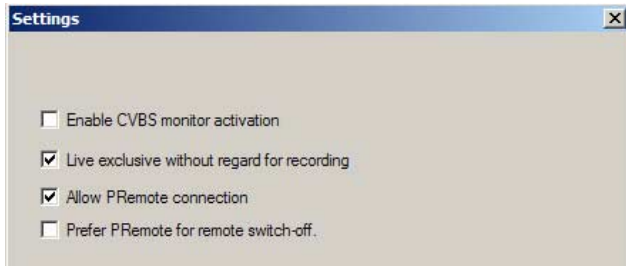 Settings
Enable CVBS monitor activation
Live exclusive without regard for recording
Allow PRemote connection
Prefer PRemote for remote switch-off.